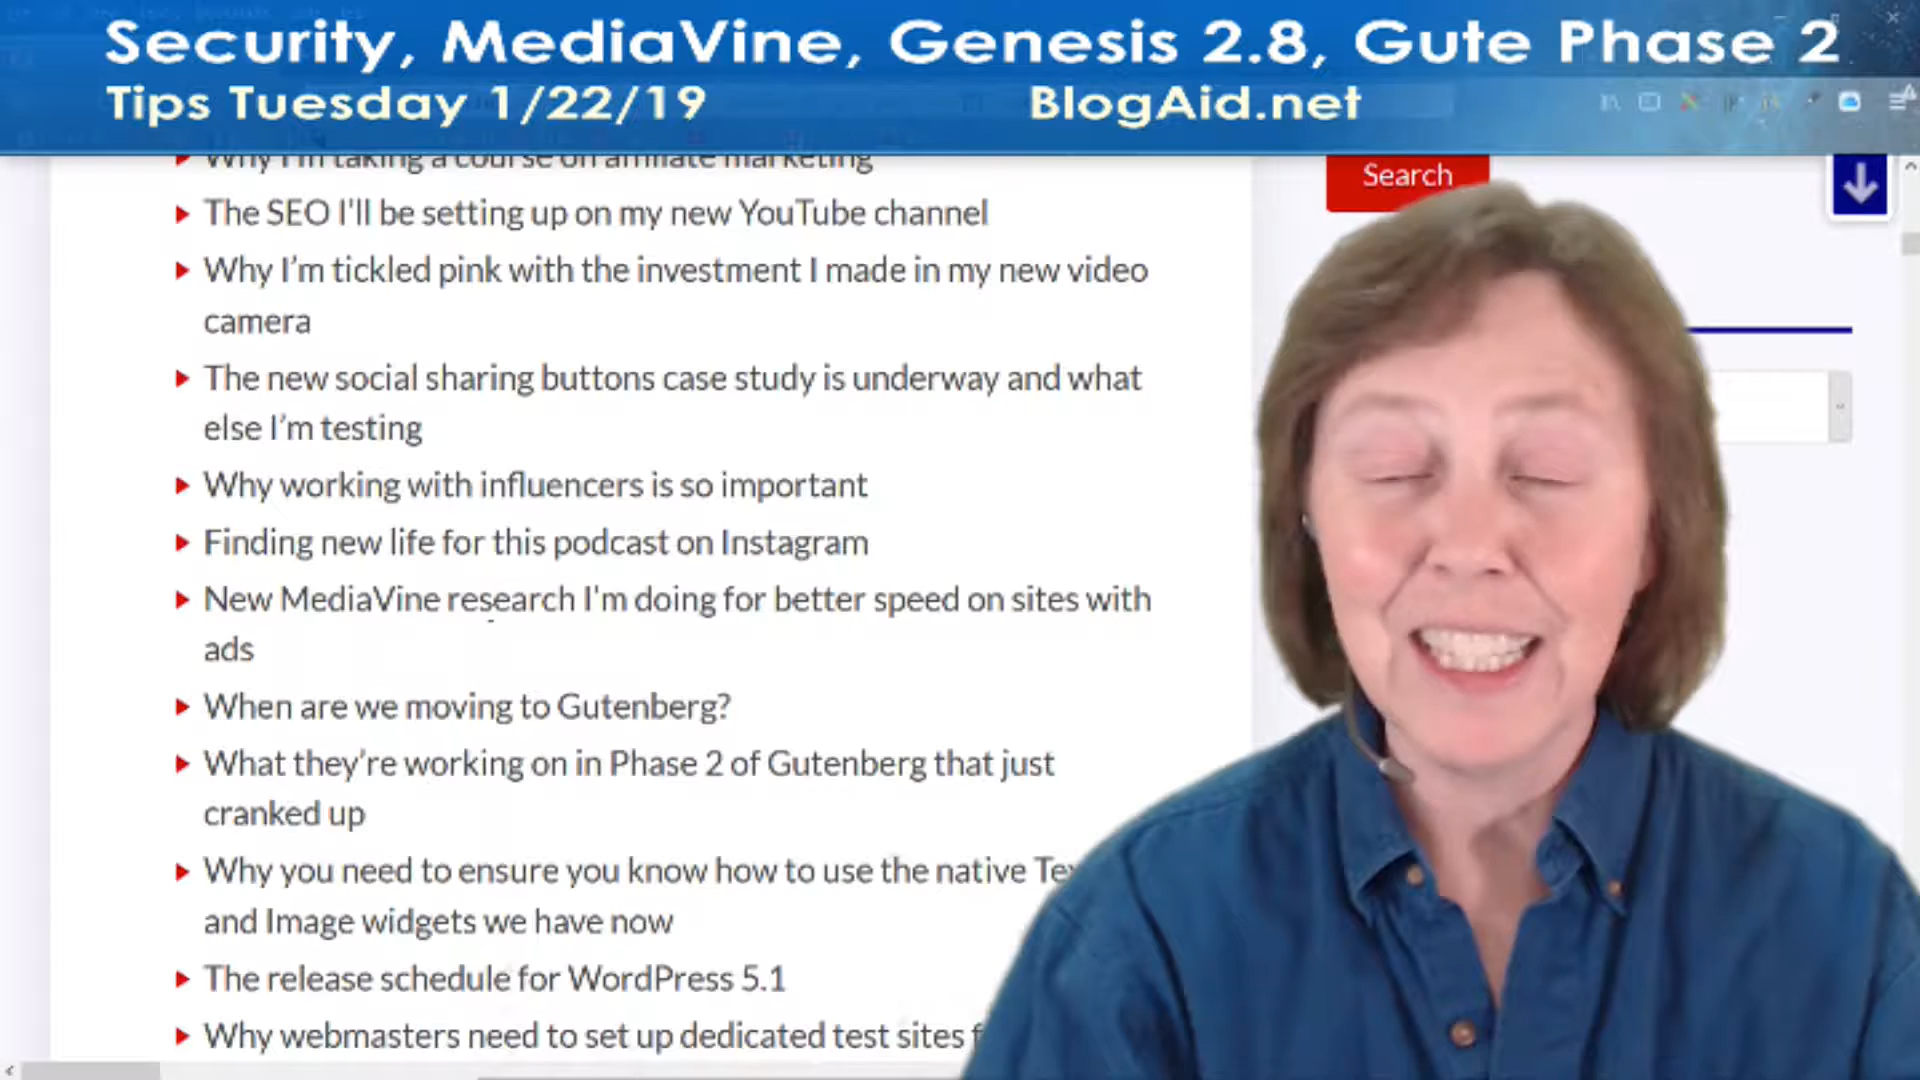 Security, MediaVine, Genesis 2.8, Gute Phase 2
Tips Tuesday 1/22/19 BlogAid.net
Why I'm taking a course on affiliate marketing
Search
The SEO I'll be setting up on my new YouTube channel
Why I’m tickled pink with the investment I made in my new video
camera
The new social sharing buttons case study is underway and what
else I’m testing
Why working with influencers is so important
Finding new life for this podcast on Instagram
New MediaVine research I'm doing for better speed on sites with
ads
When are we moving to Gutenberg?
What they’re working on in Phase 2 of Gutenberg that just
cranked up
Why you need to ensure you know how to use the native
and Image widgets we have now
The release schedule for WordPress 5.1
Why webmasters need to set up dedicated test sites